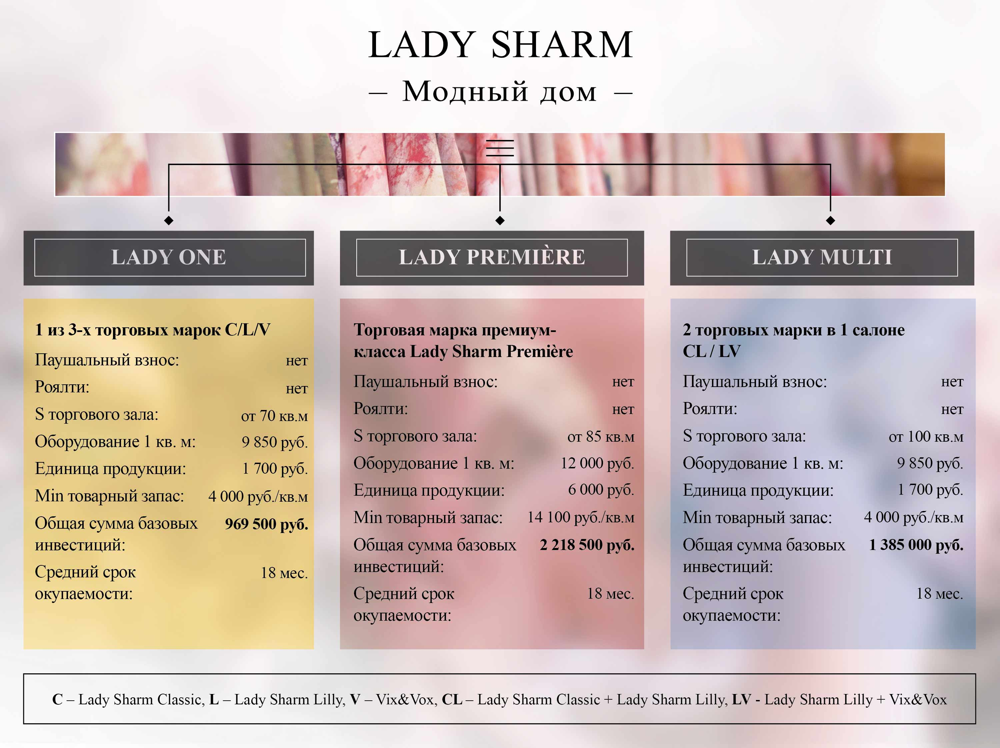 LADY SHARM
– Модный дом –
LADY ONE
1 из 3-х торговых марок C/L/V
Паушальный взнос: нет
Роялти: нет
S торгового зала: от 70 кв.м
Оборудование 1 кв. м: 9 850 руб.
Единица продукции: 1 700 руб.
Min товарный запас: 4 000 руб./кв.м
Общая сумма базовых 969 500 руб.
инвестиций:
Средний срок 18 мес.
окупаемости:
LADY PREMIÈRE
Торговая марка премиум-
класса Lady Sharm Première
Паушальный взнос: нет
Роялти: нет
S торгового зала: от 85 кв.м
Оборудование 1 кв. м: 12 000 руб.
Единица продукции: 6 000 руб.
Min товарный запас: 14 100 руб./кв.м
Общая сумма базовых 2 218 500 руб.
инвестиций:
Средний срок 18 мес.
окупаемости:
LADY MULTI
2 торговых марки в 1 салоне
CL / LV
Паушальный взнос: нет
Роялти: нет
S торгового зала: от 100 кв.м
Оборудование 1 кв. м: 9 850 руб.
Единица продукции: 1 700 руб.
Min товарный запас: 4 000 руб./кв.м
Общая сумма базовых 1 385 000 руб.
инвестиций:
Средний срок 18 мес.
окупаемости:
C – Lady Sharm Classic, L – Lady Sharm Lilly, V – Vix&Vox, CL – Lady Sharm Classic + Lady Sharm Lilly, LV - Lady Sharm Lilly + Vix&Vox